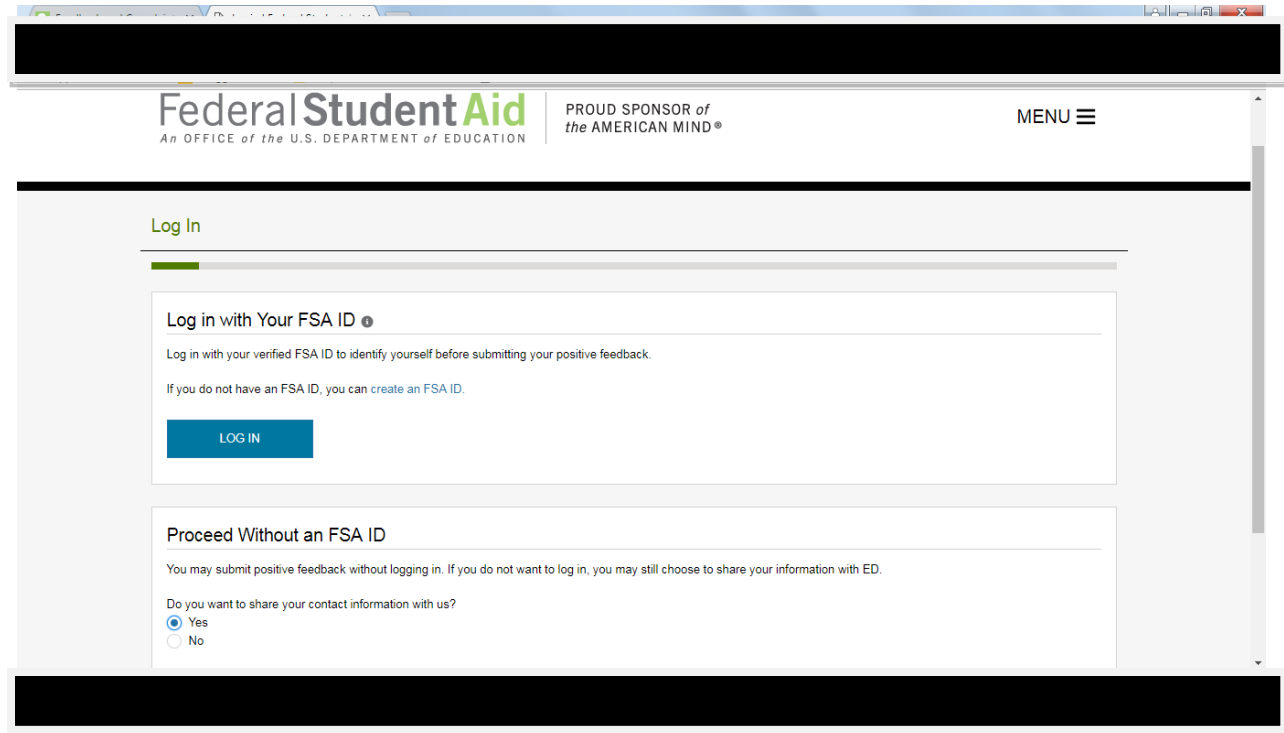 Federal Student Aid
An OFFICE of the U.S. DEPARTMENT of EDUCATION
PROUD SPONSOR of
the AMERICAN MIND®
MENU
Log In
Log in with Your FSA ID
Log in with your verified FSA ID to identify yourself before submitting your positive feedback.
If you do not have an FSA ID, you can create an FSA ID.
LOG IN
Proceed Without an FSA ID
You may submit positive feedback without logging in. If you do not want to log in, you may still choose to share your information with ED.
Do you want to share your contact information with us?
Yes
No